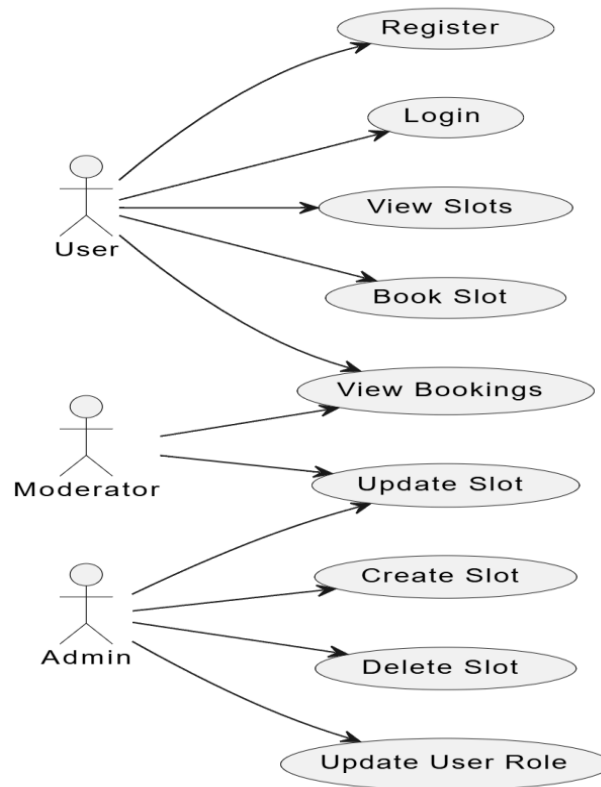 Register
Login
View Slots
User
Book Slot
View Bookings
Moderator
Update Slot
Create Slot
Admin
Delete Slot
Update User Role